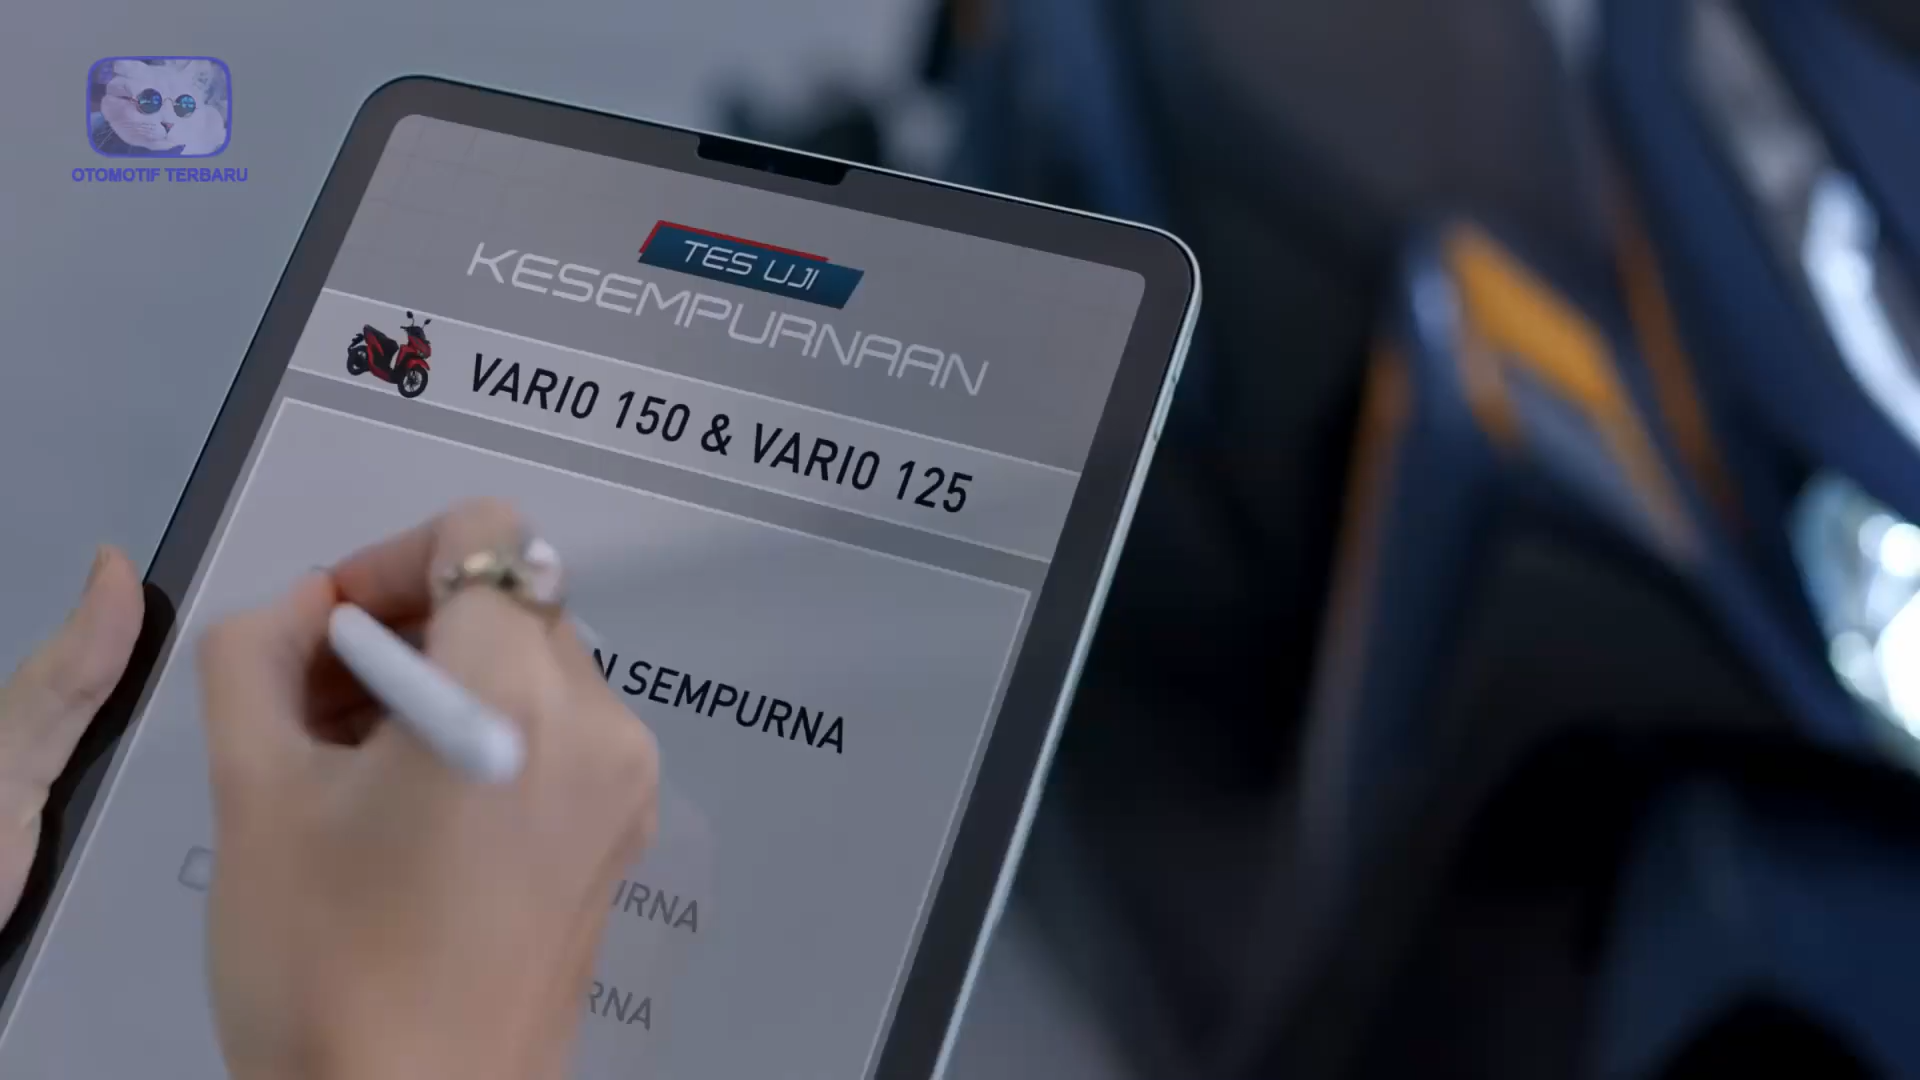 OTOMOTIF TERBARU
TES UJI
KESEMPURNAAN
VARIO 150 & VARIO 125
SEMPURNA